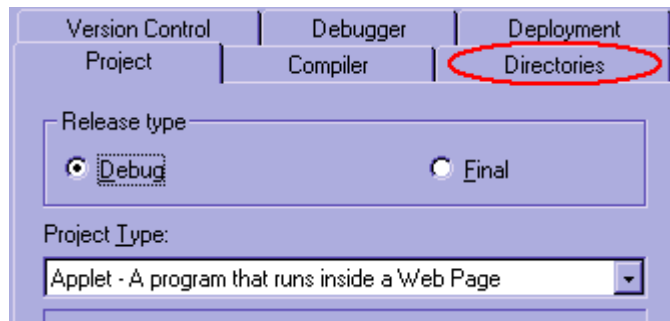 Version Control Debugger Deployment
Project Compiler Directories
Release type
Debug Final
Project Type:
Applet - A program that runs inside a Web Page